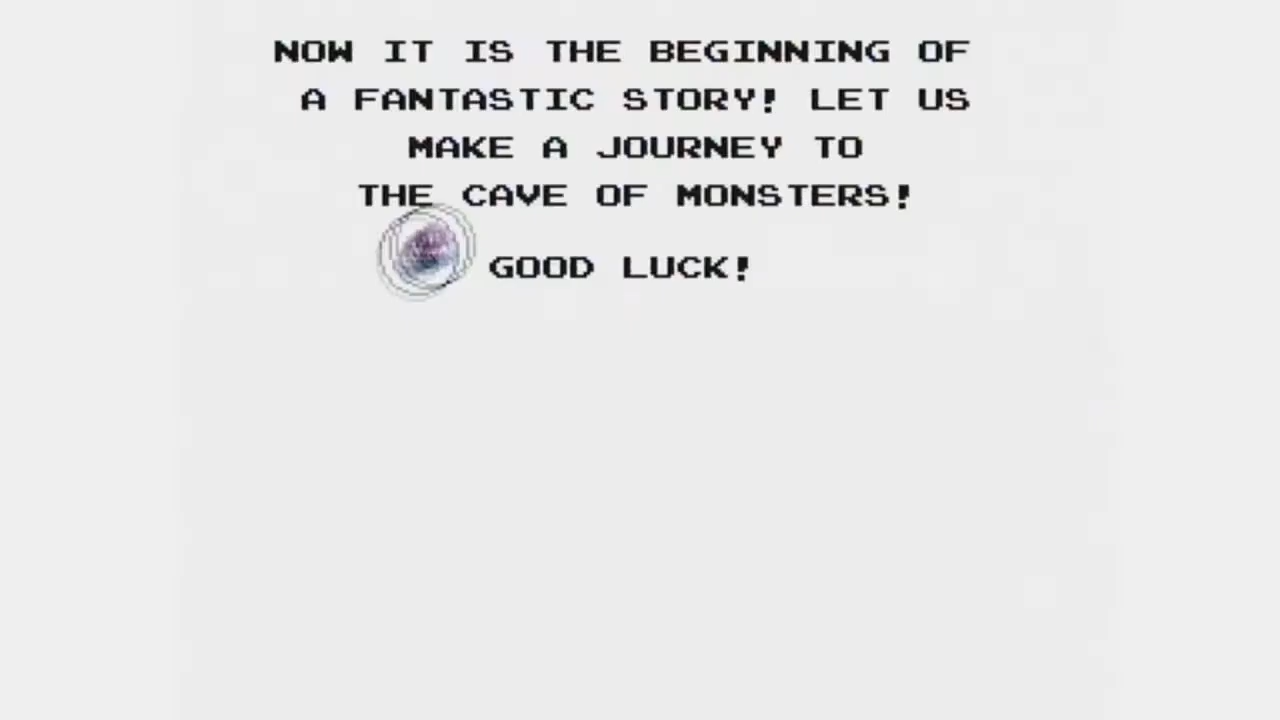 NOW IT IS THE BEGINNING OF
A FANTASTIC STORY! LET US
MAKE A JOURNEY TO
THE CAVE OF MONSTERS!
GOOD LUCK!